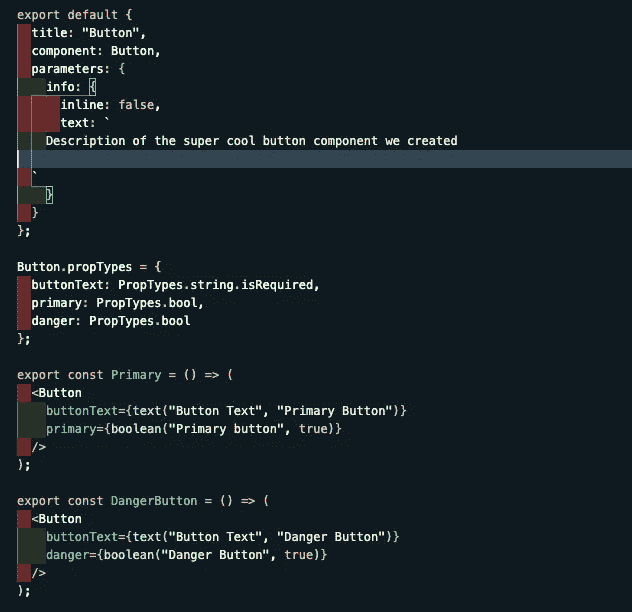 export default {
  title: "Button",
  component: Button,
  parameters: {
    info: {
      inline: false,
      text: `
    Description of the super cool button component we created
  `
    }
  }
};
Button.propTypes = {
  buttonText: PropTypes.string.isRequired,
  primary: PropTypes.bool,
  danger: PropTypes.bool
};
export const Primary = () => (
  <Button
    buttonText={text("Button Text", "Primary Button")}
    primary={boolean("Primary button", true)}
  />
);
export const DangerButton = () => (
  <Button
    buttonText={text("Button Text", "Danger Button")}
    danger={boolean("Danger Button", true)}
  />
);